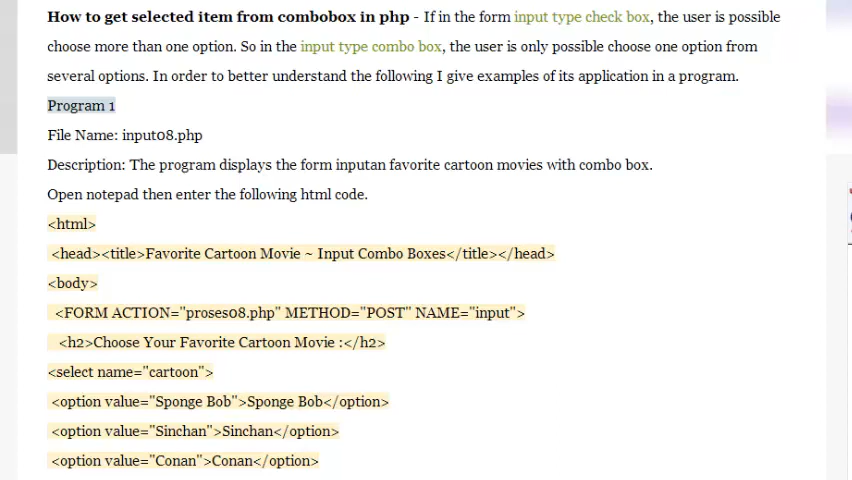 How to get selected item from combobox in php - If in the form input type check box, the user is possible
choose more than one option. So in the input type combo box, the user is only possible choose one option from
several options. In order to better understand the following I give examples of its application in a program.
Program 1
File Name: input08.php
Description: The program displays the form inputan favorite cartoon movies with combo box.
Open notepad then enter the following html code.
<html>
<head><title>Favorite Cartoon Movie ~ Input Combo Boxes</title></head>
<body>
<FORM ACTION="proses08.php" METHOD="POST" NAME="input">
<h2>Choose Your Favorite Cartoon Movie :</h2>
<select name="cartoon">
<option value="Sponge Bob">Sponge Bob</option>
<option value="Sinchan">Sinchan</option>
<option value="Conan">Conan</option>